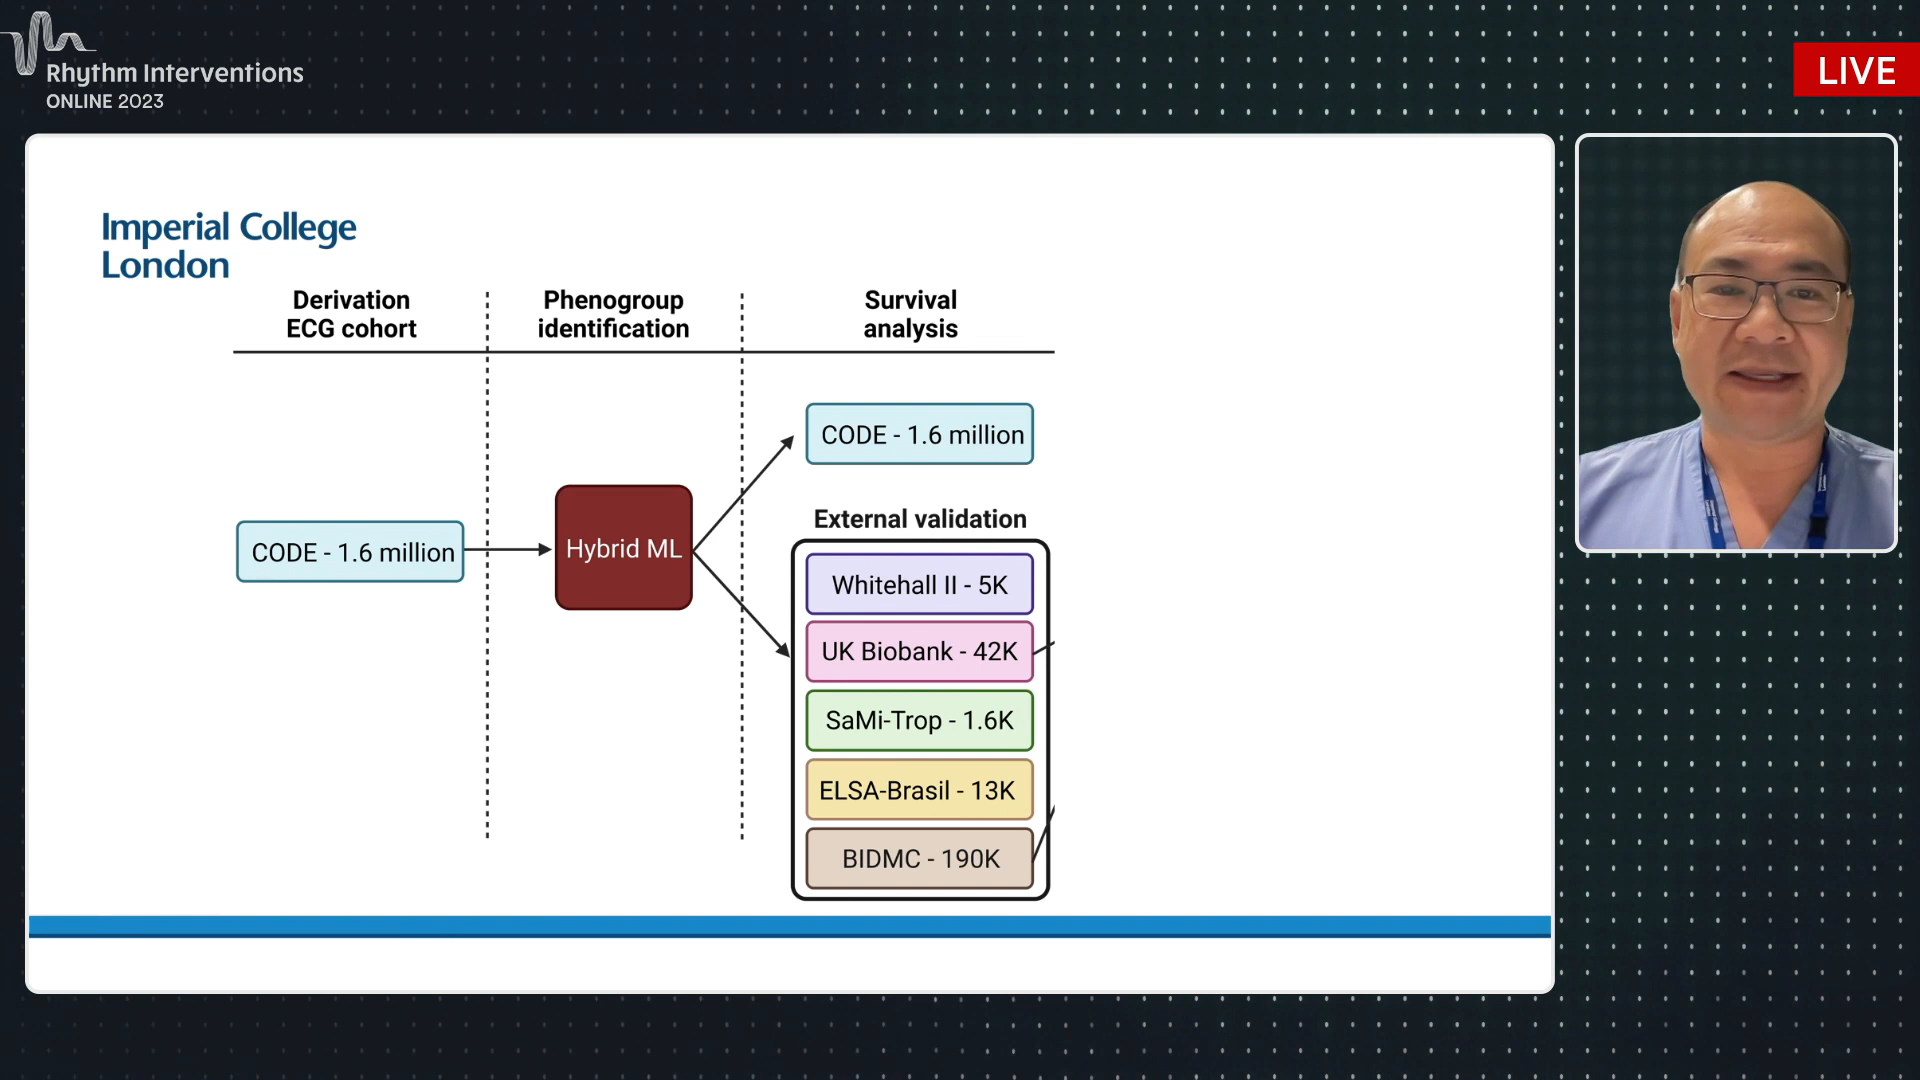 Rhythm Interventions
ONLINE 2023
LIVE
Imperial College
London
Derivation
ECG cohort
Phenogroup
identification
Survival
analysis
CODE - 1.6 million
Hybrid ML
CODE - 1.6 million
External validation
Whitehall II - 5K
UK Biobank - 42K
SaMi-Trop - 1.6K
ELSA-Brasil - 13K
BIDMC - 190K